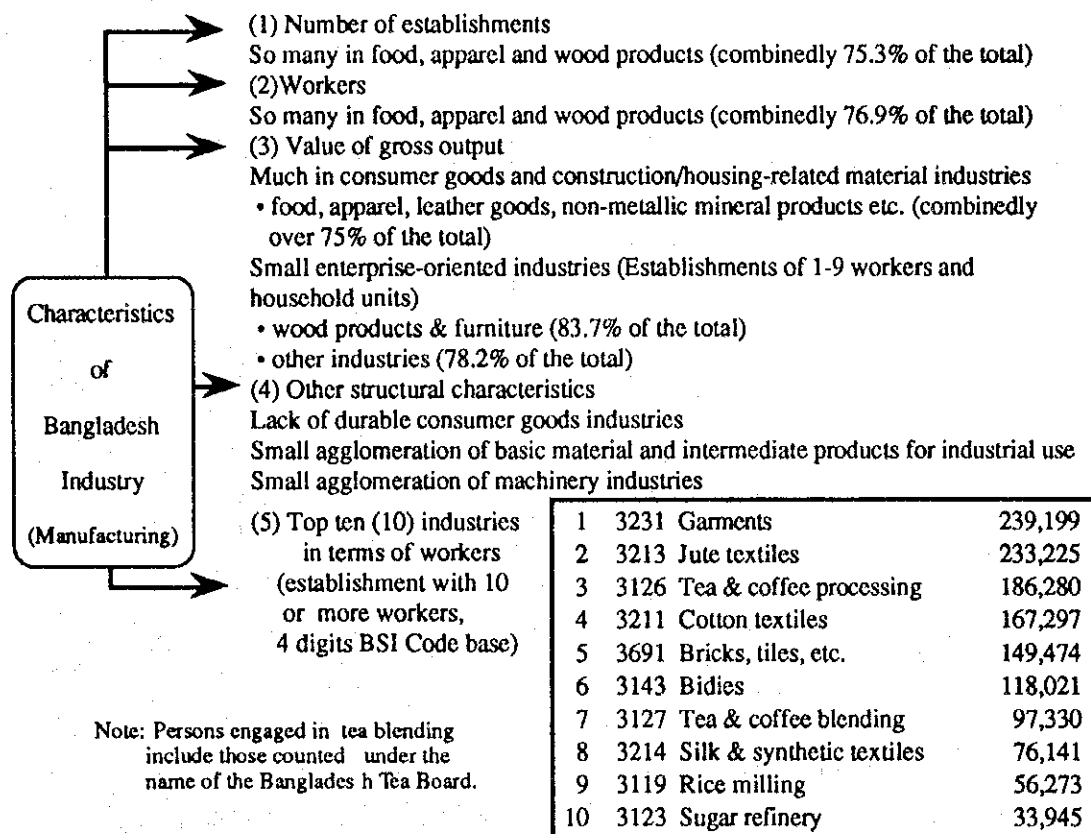 (1) Number of establishments
So many in food, apparel and wood products (combinedly 75.3% of the total)
(2)Workers
So many in food, apparel and wood products (combinedly 76.9% of the total)
(3) Value of gross output
Much in consumer goods and construction/housing-related material industries
• food, apparel, leather goods, non-metallic mineral products etc. (combinedly
over 75% of the total)
Small enterprise-oriented industries (Establishments of 1-9 workers and
household units)
• wood products & furniture (83.7% of the total)
• other industries (78.2% of the total)
(4) Other structural characteristics
Lack of durable consumer goods industries
Small agglomeration of basic material and intermediate products for industrial use
Small agglomeration of machinery industries
Characteristics
of
Bangladesh
Industry
(Manufacturing)
(5) Top ten (10) industries
in terms of workers
(establishment with 10
or more workers,
4 digits BSI Code base)
1 3231 Garments 239,199
2 3213 Jute textiles 233,225
3 3126 Tea & coffee processing 186,280
4 3211 Cotton textiles 167,297
5 3691 Bricks, tiles, etc. 149,474
6 3143 Bidies 118,021
7 3127 Tea & coffee blending 97,330
8 3214 Silk & synthetic textiles 76,141
9 3119 Rice milling 56,273
10 3123 Sugar refinery 33,945
Note: Persons engaged in tea blending
include those counted under the
name of the Banglades h Tea Board.